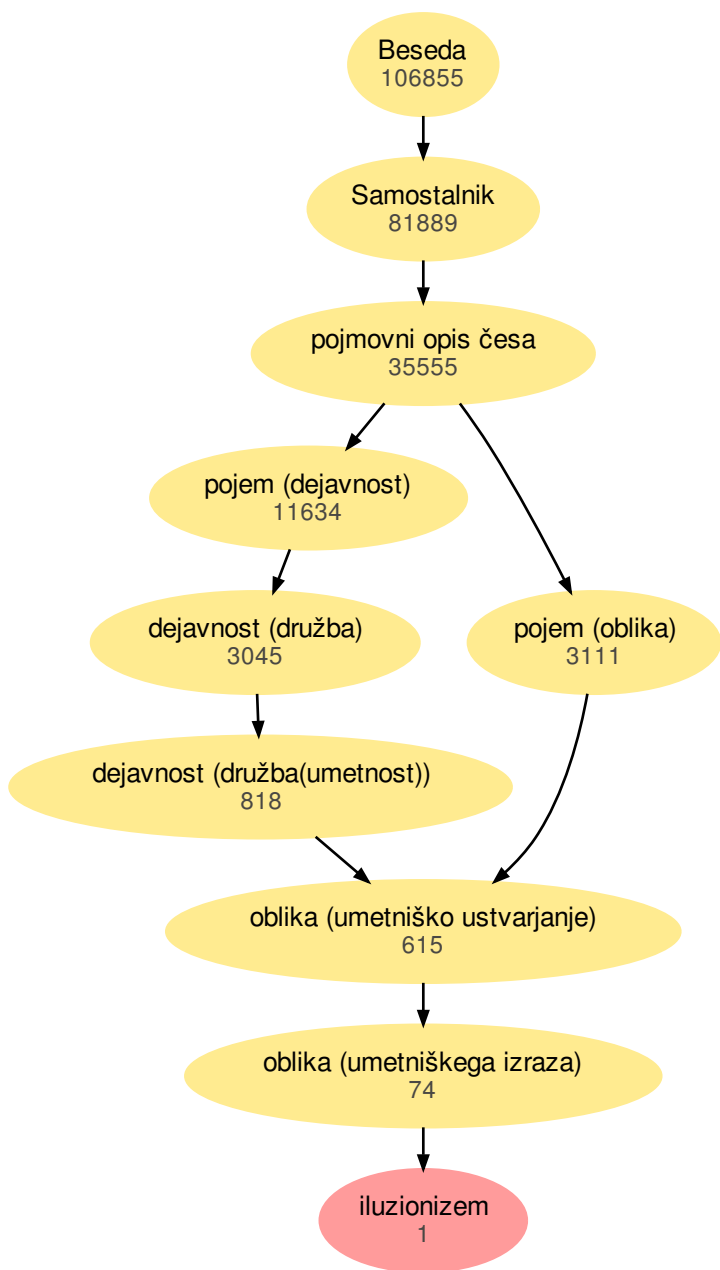 Beseda
106855
Samostalnik
81889
pojmovni opis česa
35555
pojem (dejavnost)
11634
dejavnost (družba)
3045
pojem (oblika)
3111
dejavnost (družba(umetnost))
818
oblika (umetniško ustvarjanje)
615
oblika (umetniškega izraza)
74
iluzionizem
1